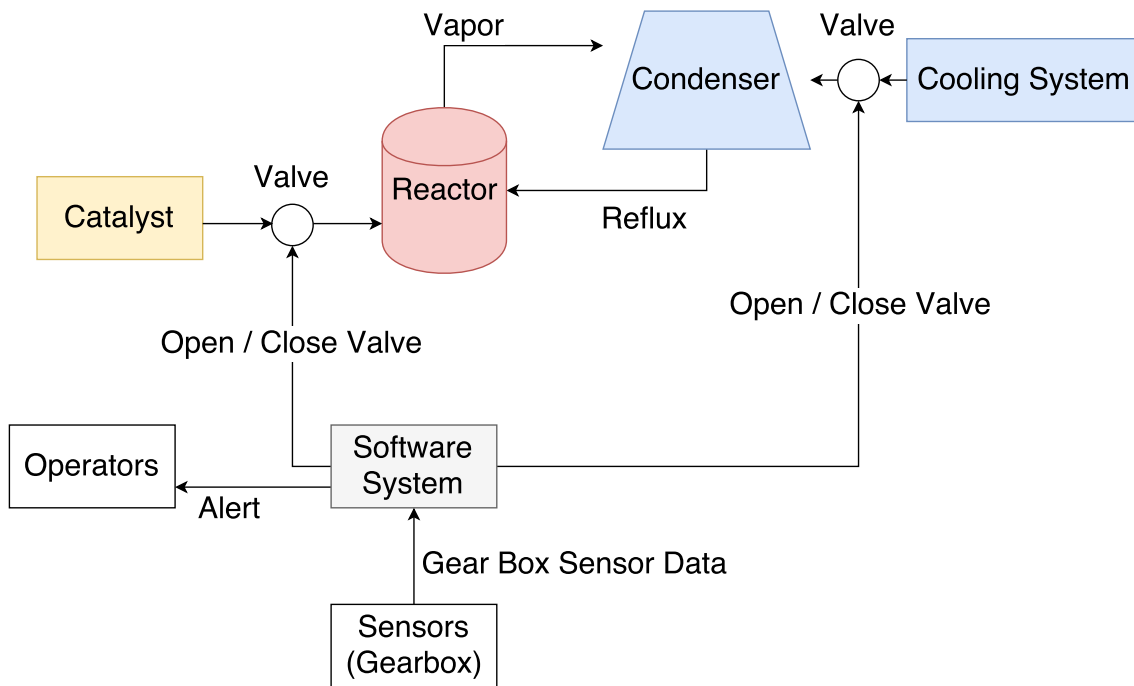 Vapor
Valve
Condenser
Cooling System
Valve
Reactor
Catalyst
Reflux
Open / Close Valve
Open / Close Valve
Software
System
Operators
Alert
Gear Box Sensor Data
Sensors
(Gearbox)